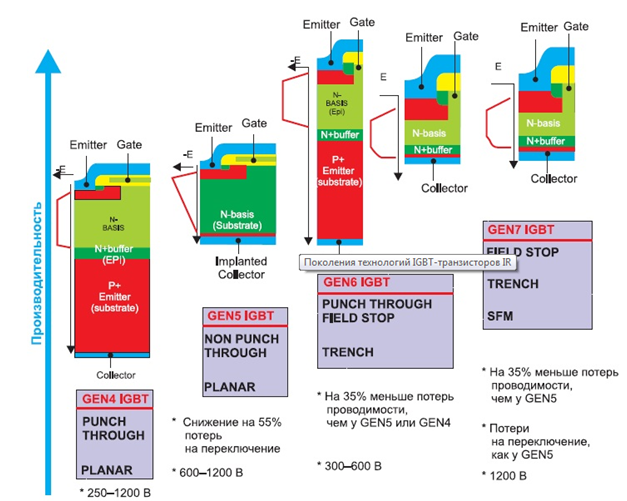 Производительность
Emitter
Gate
-E
N-
BASIS
N+buffer
(EPI)
P+
Emitter
(substrate)
Collector
GEN4 IGBT
PUNCH
THROUGH
PLANAR
* 250–1200 В
Emitter
Gate
-E
N-basis
(Substrate)
Implanted
Collector
GEN5 IGBT
NON PUNCH
THROUGH
PLANAR
* Снижение на 55%
потерь
на переключение
* 600–1200 В
Emitter
Gate
-E
N-
BASIS
(Epi)
N+buffer
P+
Emitter
(substrate)
Поколения технологий IGBT-транзисторов IR
Emitter
Gate
E
N-basis
N+buffer
Collector
GEN6 IGBT
PUNCH THROUGH
FIELD STOP
TRENCH
* На 35% меньше потерь
проводимости,
чем у GEN5 или GEN4
* 300–600 В
Emitter
Gate
E
N-basis
N+buffer
Collector
GEN7 IGBT
FIELD STOP
TRENCH
SFM
* На 35% меньше потерь
проводимости,
чем у GEN5
* Потери
на переключение,
как у GEN5
* 1200 В